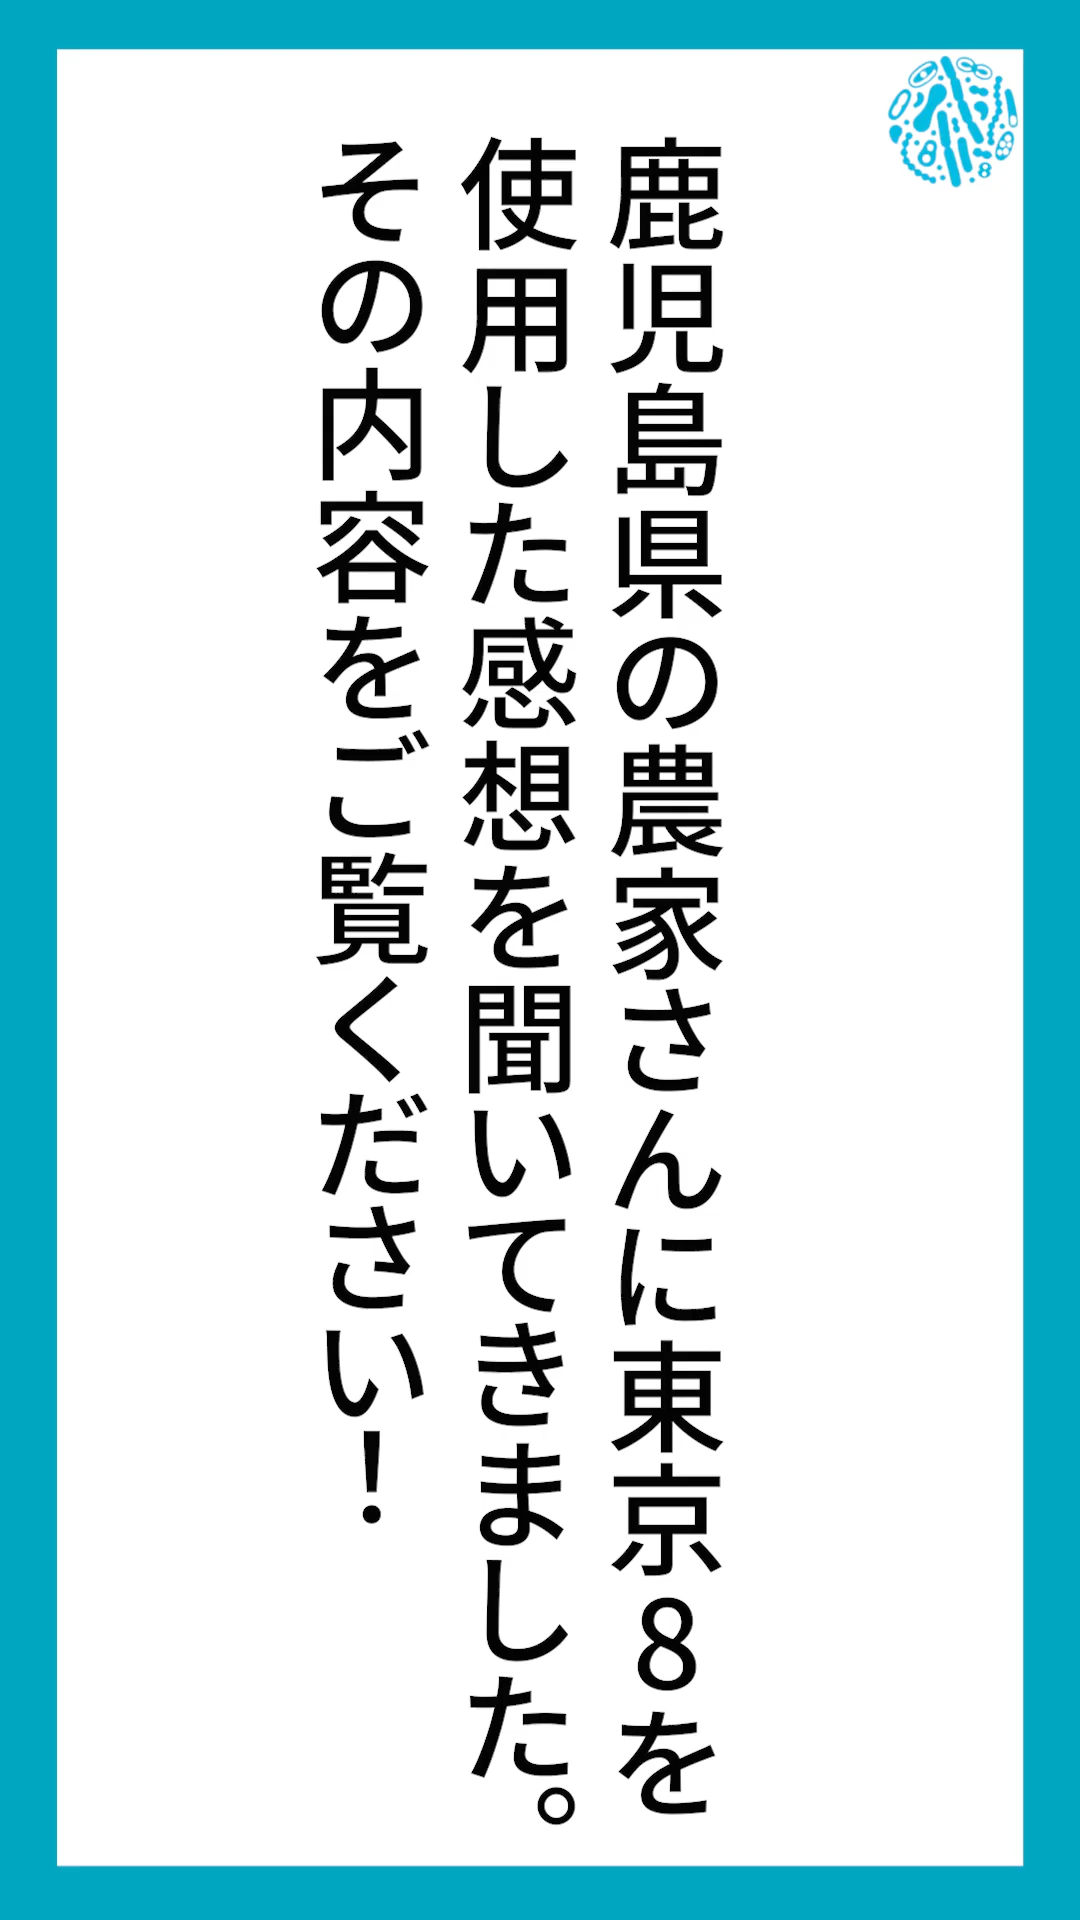 鹿児島県の農家さんに東京8を
使用した感想を聞いてきました。
その内容をご覧ください！
8